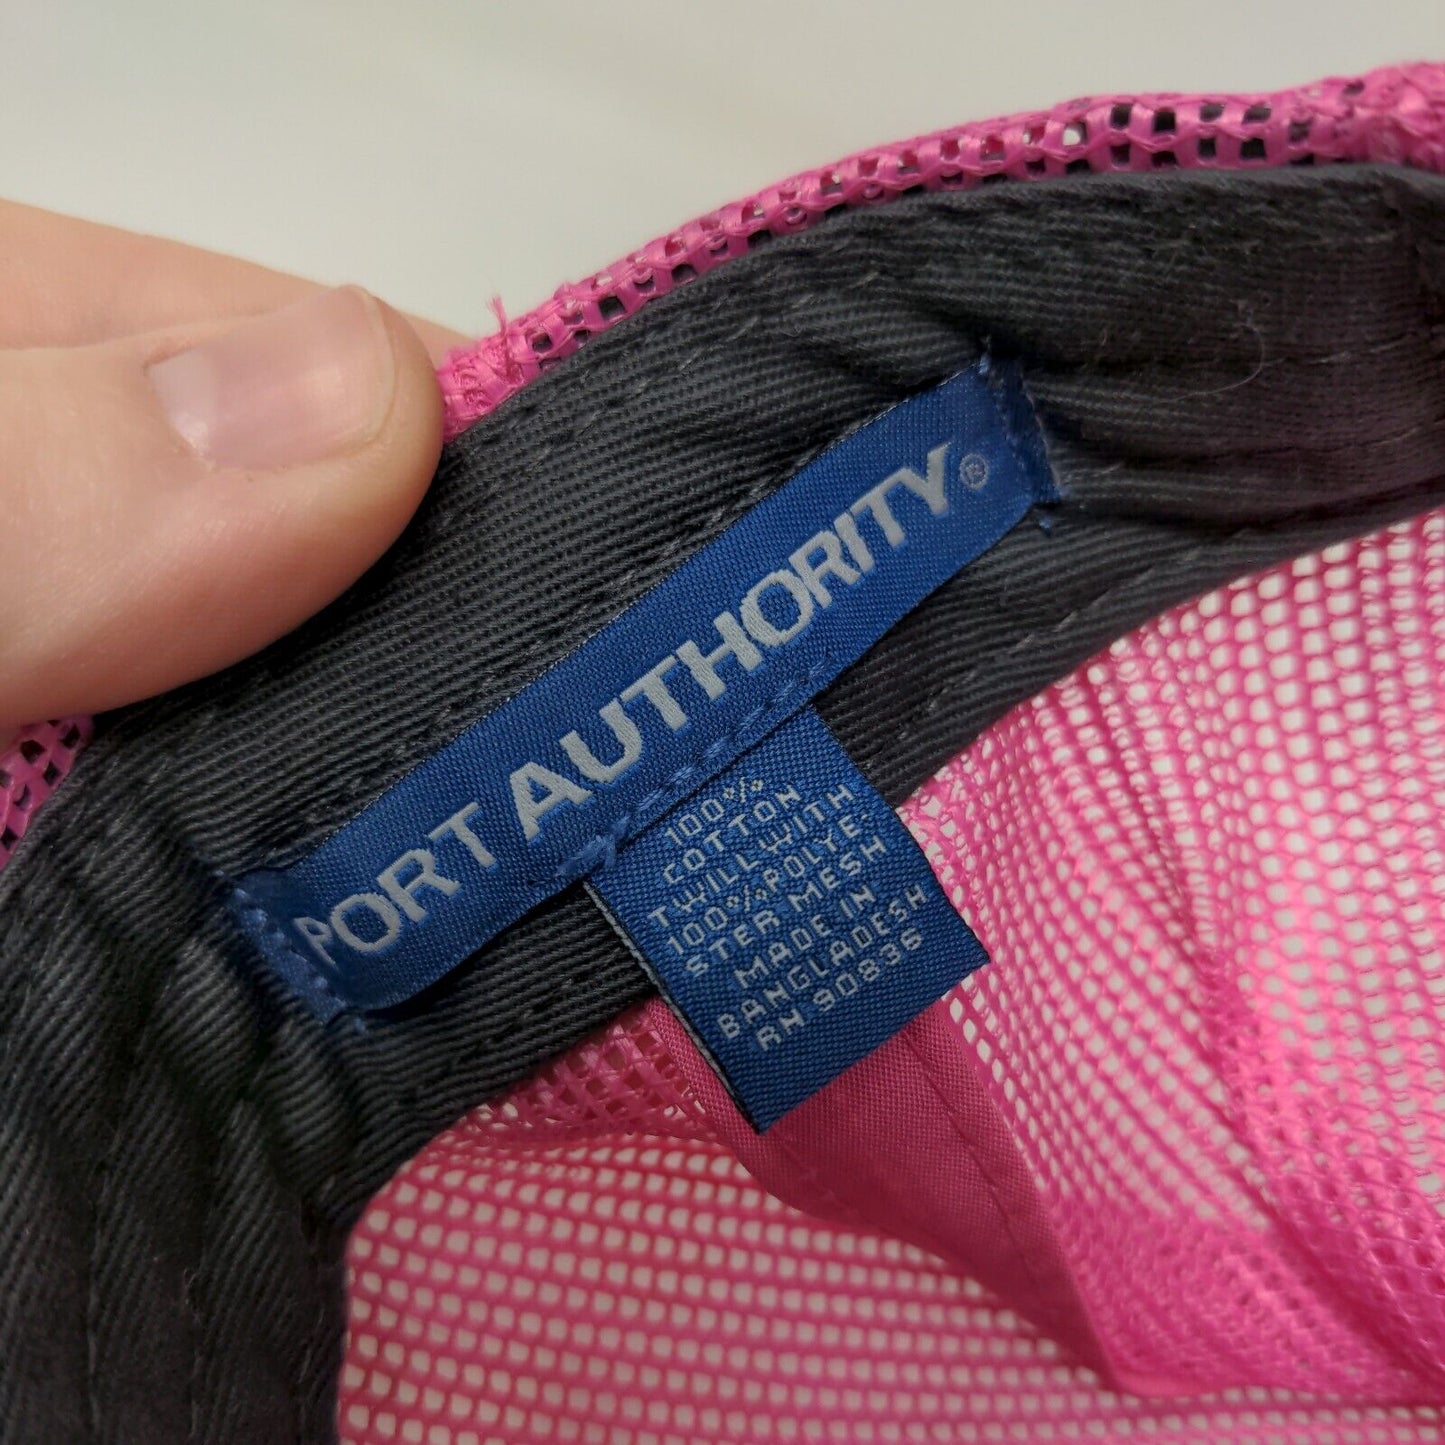 PORT AUTHORITY®
100%
COTTON
TWILL WITH
100% POLYE-
STER MESH
MADE IN
BANGLADESH
RN 90836